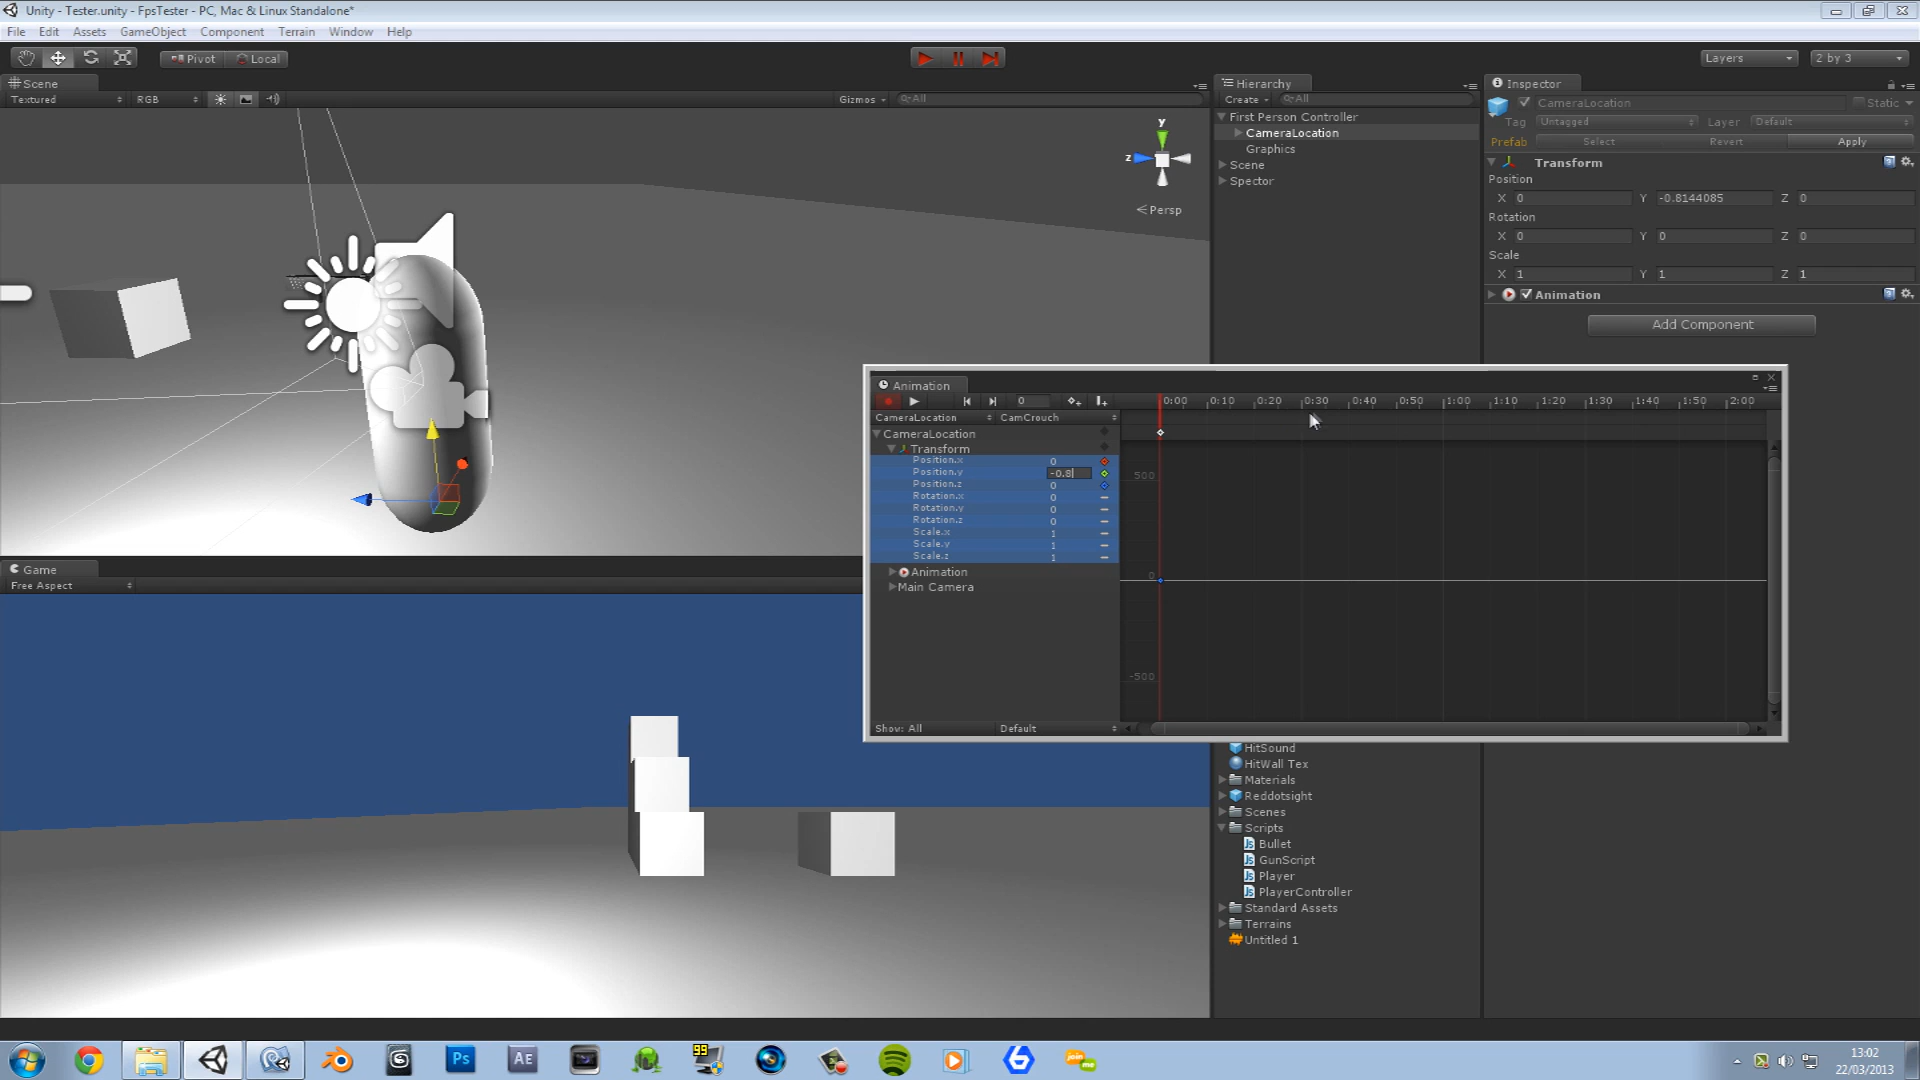 Unity - Tester.unity - FpsTester - PC, Mac & Linux Standalone*
File Edit Assets GameObject Component Terrain Window Help
Pivot Local Layers 2 by 3
Scene
Textured RGB Gizmos All
y
z
Persp
Game
Free Aspect
Hierarchy
Create All
First Person Controller
CameraLocation
Graphics
Scene
Spector
Inspector
CameraLocation Static
Tag Untagged Layer Default
Prefab Select Revert Apply
Transform
Position
X 0 Y -0.8144085 Z 0
Rotation
X 0 Y 0 Z 0
Scale
X 1 Y 1 Z 1
Animation
Add Component
Animation
0 0:00 0:10 0:20 0:30 0:40 0:50 1:00 1:10 1:20 1:30 1:40 1:50 2:00
CameraLocation CamCrouch
CameraLocation
Transform
Position.x 0
Position.y -0.8
Position.z 0
Rotation.x 0
Rotation.y 0
Rotation.z 0
Scale.x 1
Scale.y 1
Scale.z 1
Animation
Main Camera
500
0
-500
Show: All Default
HitSound
HitWall Tex
Materials
Reddotsight
Scenes
Scripts
Bullet
GunScript
Player
PlayerController
Standard Assets
Terrains
Untitled 1
Ps AE 99 join me
13:02
22/03/2013